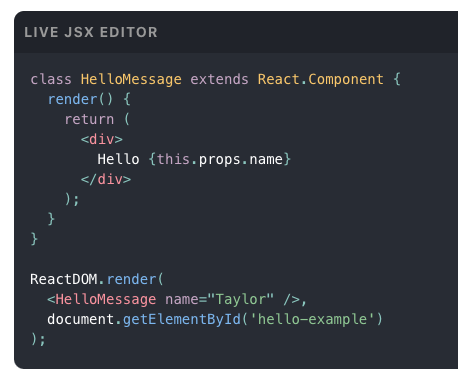 LIVE JSX EDITOR
class HelloMessage extends React.Component {
  render() {
    return (
      <div>
        Hello {this.props.name}
      </div>
    );
  }
}

ReactDOM.render(
  <HelloMessage name="Taylor" />,
  document.getElementById('hello-example')
);